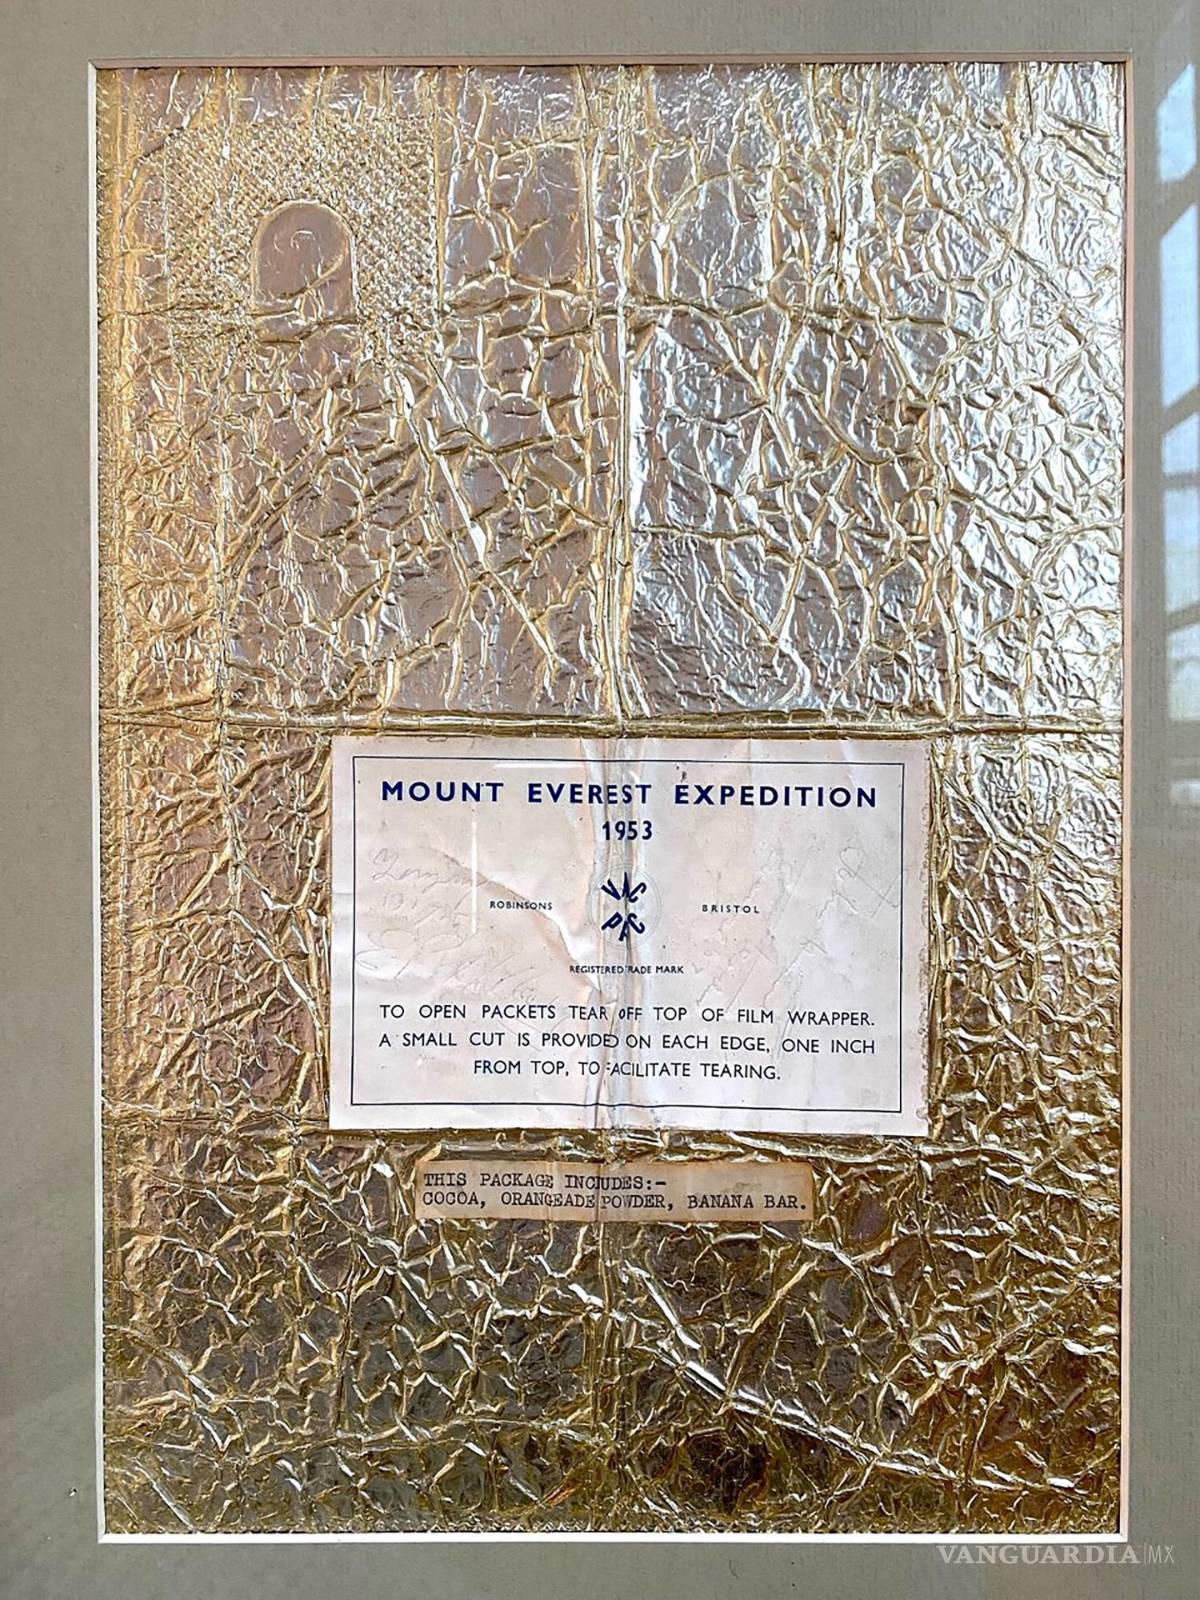 MOUNT EVEREST EXPEDITION
1953
VAC
PAC
ROBINSONS
BRISTOL
REGISTERED TRADE MARK
TO OPEN PACKETS TEAR OFF TOP OF FILM WRAPPER.
A SMALL CUT IS PROVIDED ON EACH EDGE, ONE INCH
FROM TOP, TO FACILITATE TEARING.
THIS PACKAGE INCLUDES:-
COCOA, ORANGEADE POWDER, BANANA BAR.
VANGUARDIA|MX